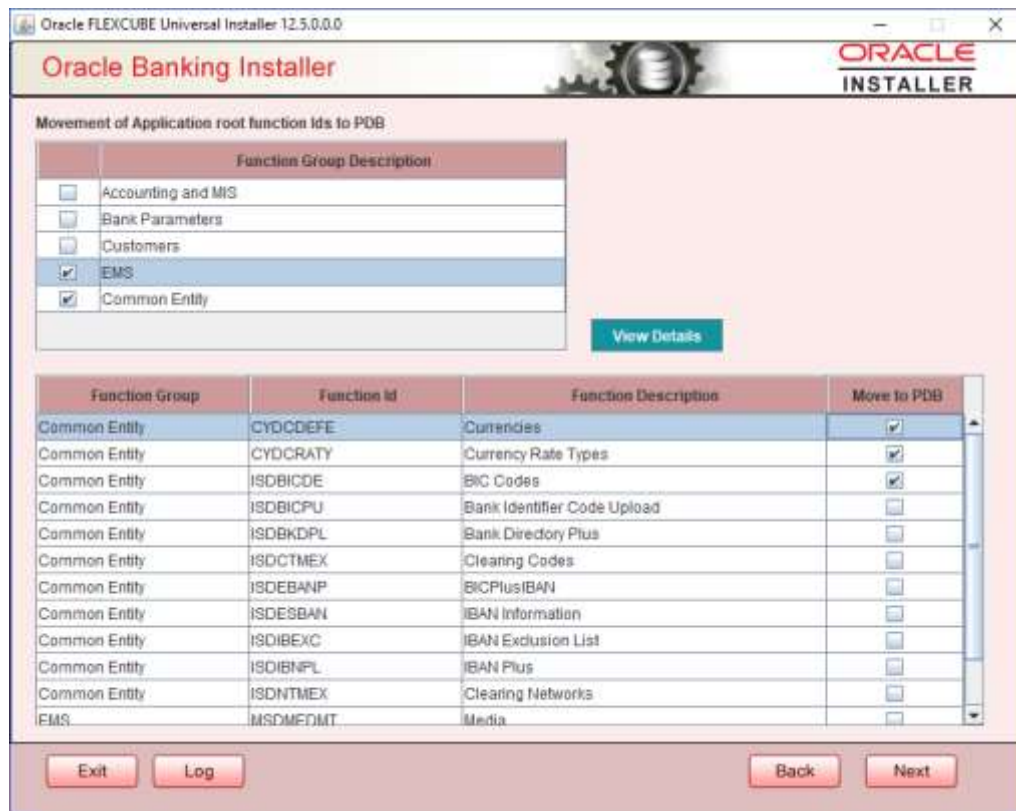 Oracle FLEXCUBE Universal Installer 12.5.0.0.0
Oracle Banking Installer
ORACLE
INSTALLER
Movement of Application root function Ids to PDB
Function Group Description
Accounting and MIS
Bank Parameters
Customers
EMS
Common Entity
View Details
Function Group Function Id Function Description Move to PDB
Common Entity CYDCDEFE Currencies
Common Entity CYDCRATY Currency Rate Types
Common Entity ISDBICDE BIC Codes
Common Entity ISDBICPU Bank Identifier Code Upload
Common Entity ISDBKDPL Bank Directory Plus
Common Entity ISDCTMEX Clearing Codes
Common Entity ISDEBANP BICPlusIBAN
Common Entity ISDESBAN IBAN Information
Common Entity ISDIBEXC IBAN Exclusion List
Common Entity ISDIBNPL IBAN Plus
Common Entity ISDNTMEX Clearing Networks
EMS MSDMEDMT Media
Exit Log Back Next